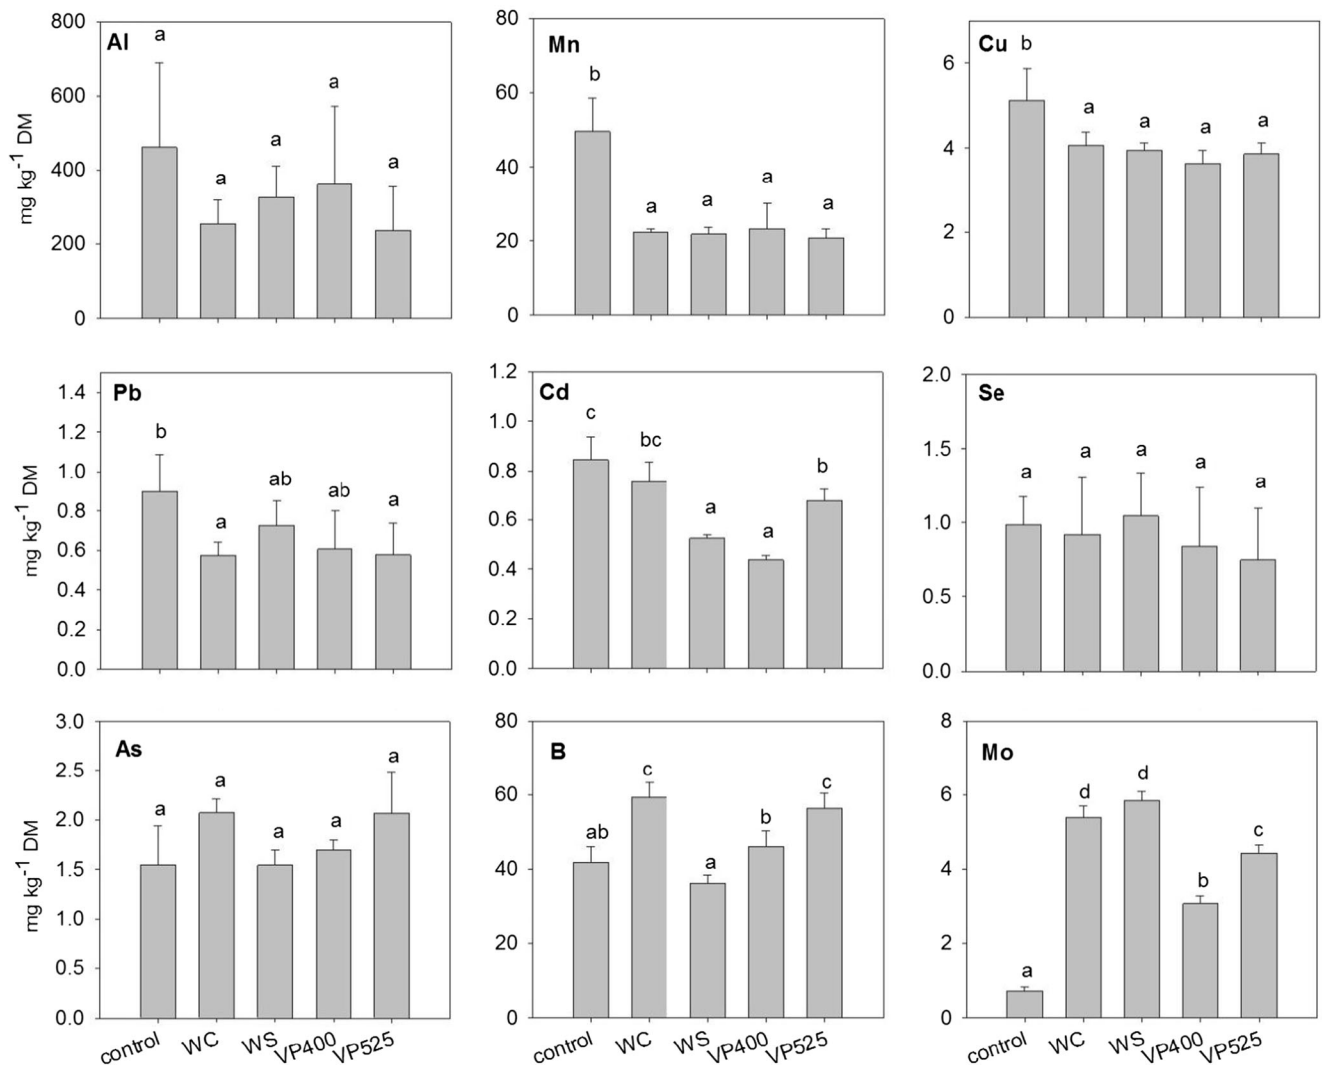 Al
mg kg-1 DM
800
600
400
200
0
a
a
a
a
a
Mn
80
60
40
20
0
b
a
a
a
a
Cu
6
4
2
0
b
a
a
a
a
Pb
mg kg-1 DM
1.4
1.2
1.0
0.8
0.6
0.4
0.2
0.0
b
a
ab
ab
a
Cd
1.2
1.0
0.8
0.6
0.4
0.2
0.0
c
bc
a
a
b
Se
2.0
1.5
1.0
0.5
0.0
a
a
a
a
a
As
mg kg-1 DM
3.0
2.5
2.0
1.5
1.0
0.5
0.0
a
a
a
a
a
control
WC
WS
VP400
VP525
B
80
60
40
20
0
ab
c
a
b
c
control
WC
WS
VP400
VP525
Mo
8
6
4
2
0
a
d
d
b
c
control
WC
WS
VP400
VP525